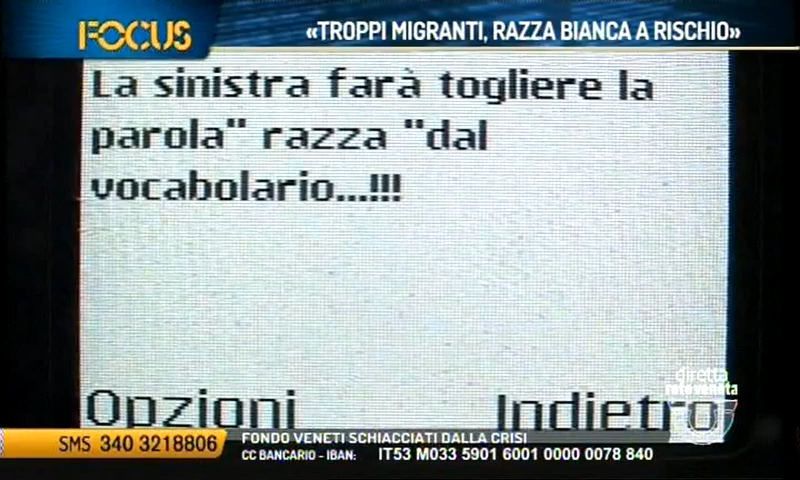 FOCUS
«TROPPI MIGRANTI, RAZZA BIANCA A RISCHIO»
La sinistra farà togliere la
parola" razza "dal
vocabolario...!!!
Opzioni Indietro
diretta
reteveneta
SMS 340 3218806
FONDO VENETI SCHIACCIATI DALLA CRISI
CC BANCARIO - IBAN: IT53 M033 5901 6001 0000 0078 840